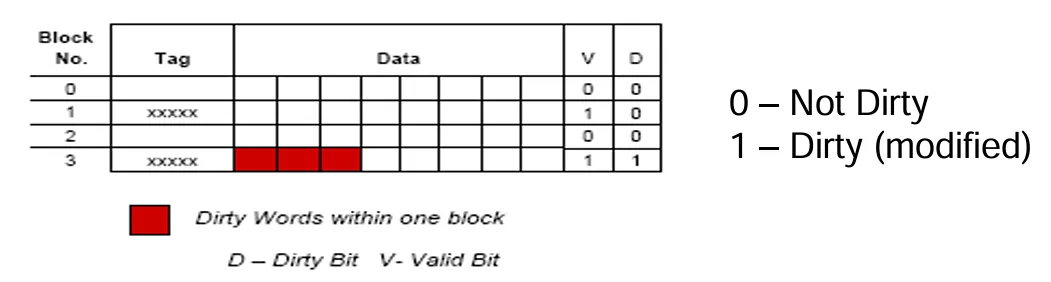 Block No. Tag Data V D
0 0 0
1 xxxxx 1 0
2 0 0
3 xxxxx 1 1
0 – Not Dirty
1 – Dirty (modified)
Dirty Words within one block
D – Dirty Bit V- Valid Bit